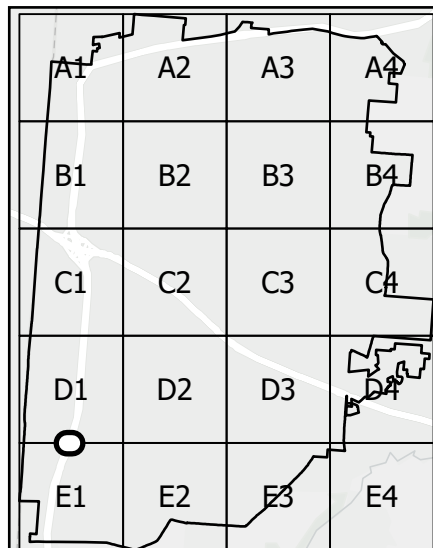 A1 A2 A3 A4
B1 B2 B3 B4
C1 C2 C3 C4
D1 D2 D3 D4
E1 E2 E3 E4